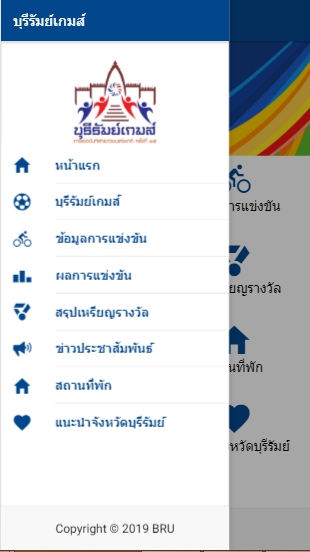 บุรีรัมย์เกมส์
บุรีรัมย์เกมส์
หน้าแรก
บุรีรัมย์เกมส์
ข้อมูลการแข่งขัน
ผลการแข่งขัน
สรุปเหรียญรางวัล
ข่าวประชาสัมพันธ์
สถานที่พัก
แนะนำจังหวัดบุรีรัมย์
Copyright © 2019 BRU
ารแข่งขัน
ยญรางวัล
านที่พัก
หวัดบุรีรัมย์